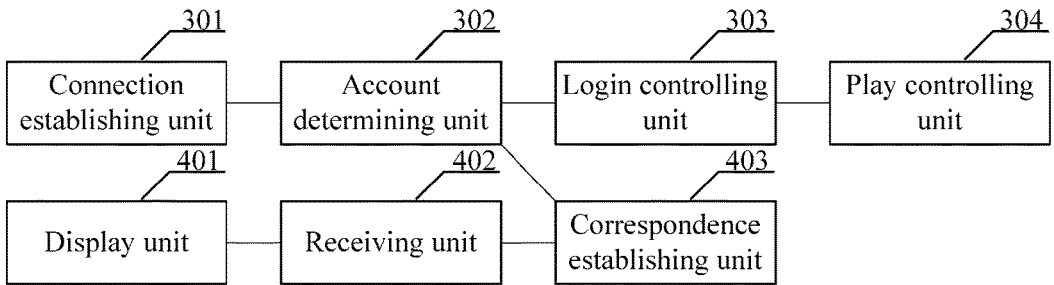 301
302
303
304
Connection
establishing unit
Account
determining unit
Login controlling
unit
Play controlling
unit
401
402
403
Display unit
Receiving unit
Correspondence
establishing unit